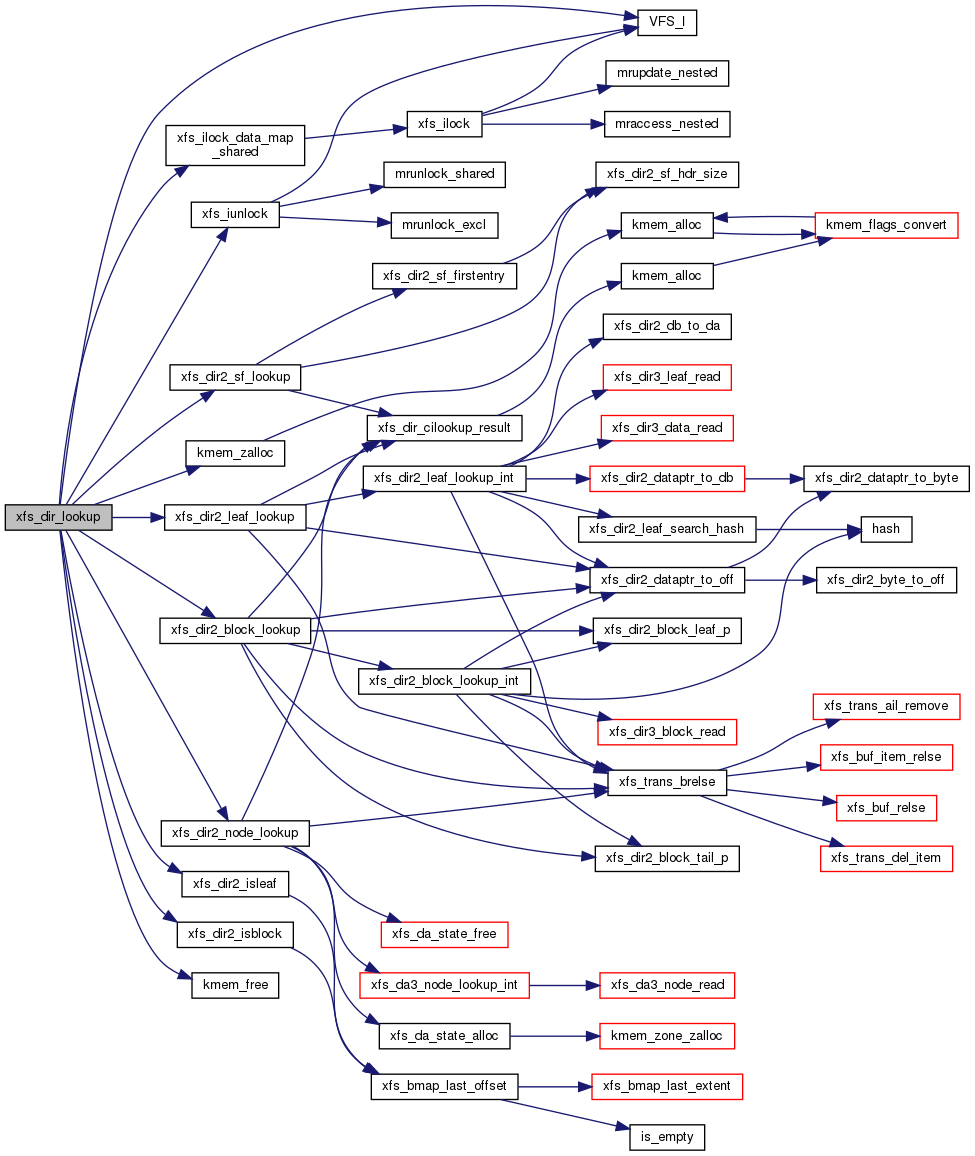 VFS_I
mrupdate_nested
xfs_ilock
mraccess_nested
xfs_ilock_data_map
_shared
mrunlock_shared
xfs_dir2_sf_hdr_size
xfs_iunlock
mrunlock_excl
kmem_alloc
kmem_flags_convert
xfs_dir2_sf_firstentry
kmem_alloc
xfs_dir2_db_to_da
xfs_dir2_sf_lookup
xfs_dir3_leaf_read
xfs_dir_cilookup_result
xfs_dir3_data_read
kmem_zalloc
xfs_dir2_leaf_lookup_int
xfs_dir2_dataptr_to_db
xfs_dir2_dataptr_to_byte
xfs_dir_lookup
xfs_dir2_leaf_lookup
xfs_dir2_leaf_search_hash
hash
xfs_dir2_dataptr_to_off
xfs_dir2_byte_to_off
xfs_dir2_block_lookup
xfs_dir2_block_leaf_p
xfs_dir2_block_lookup_int
xfs_trans_ail_remove
xfs_dir3_block_read
xfs_buf_item_relse
xfs_trans_brelse
xfs_buf_relse
xfs_dir2_node_lookup
xfs_dir2_block_tail_p
xfs_trans_del_item
xfs_dir2_isleaf
xfs_dir2_isblock
xfs_da_state_free
kmem_free
xfs_da3_node_lookup_int
xfs_da3_node_read
xfs_da_state_alloc
kmem_zone_zalloc
xfs_bmap_last_offset
xfs_bmap_last_extent
is_empty